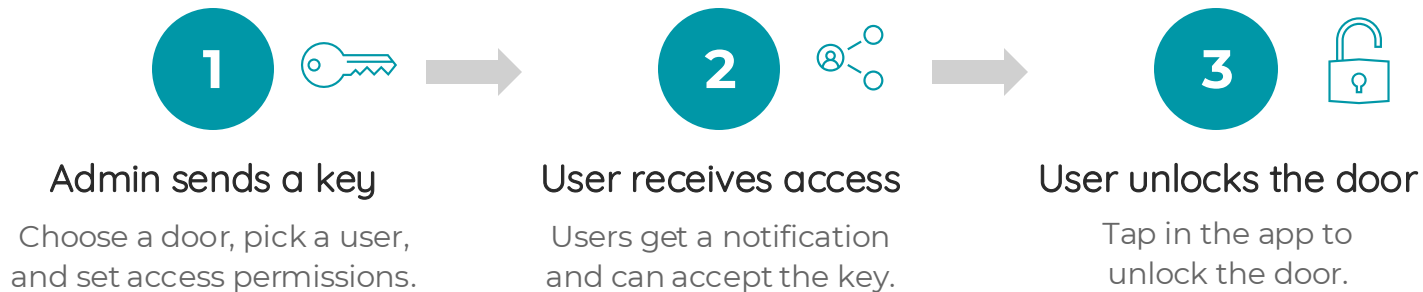 1
Admin sends a key
Choose a door, pick a user,
and set access permissions.
2
User receives access
Users get a notification
and can accept the key.
3
User unlocks the door
Tap in the app to
unlock the door.